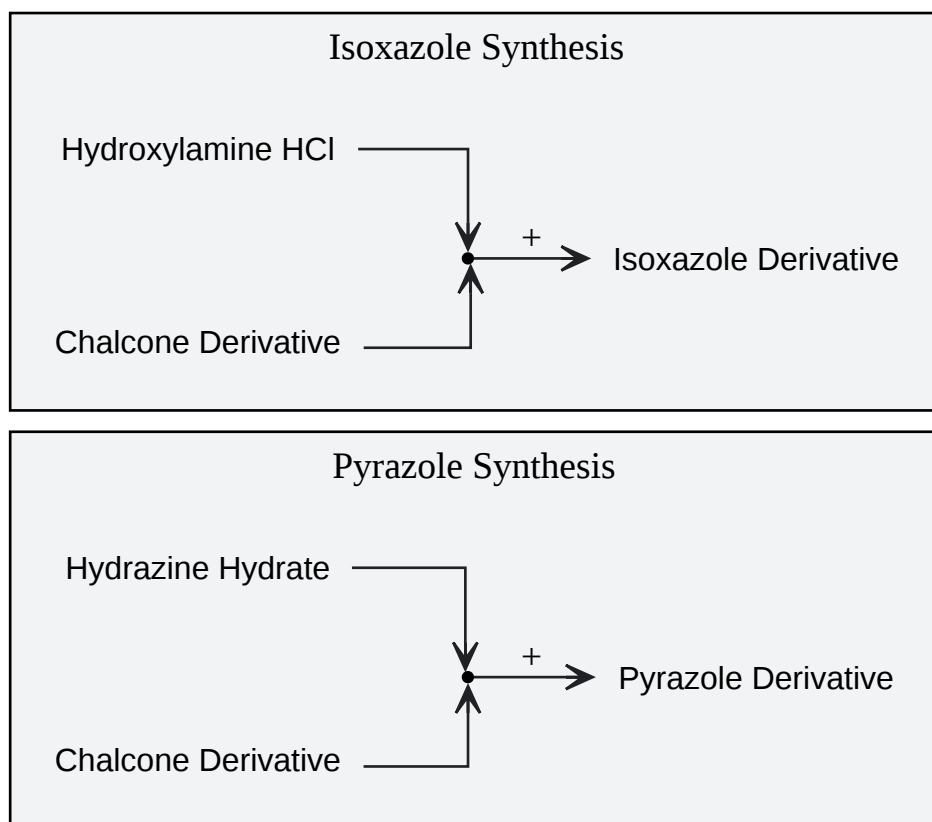 Isoxazole Synthesis
Hydroxylamine HCl
+
Isoxazole Derivative
Chalcone Derivative
Pyrazole Synthesis
Hydrazine Hydrate
+
Pyrazole Derivative
Chalcone Derivative